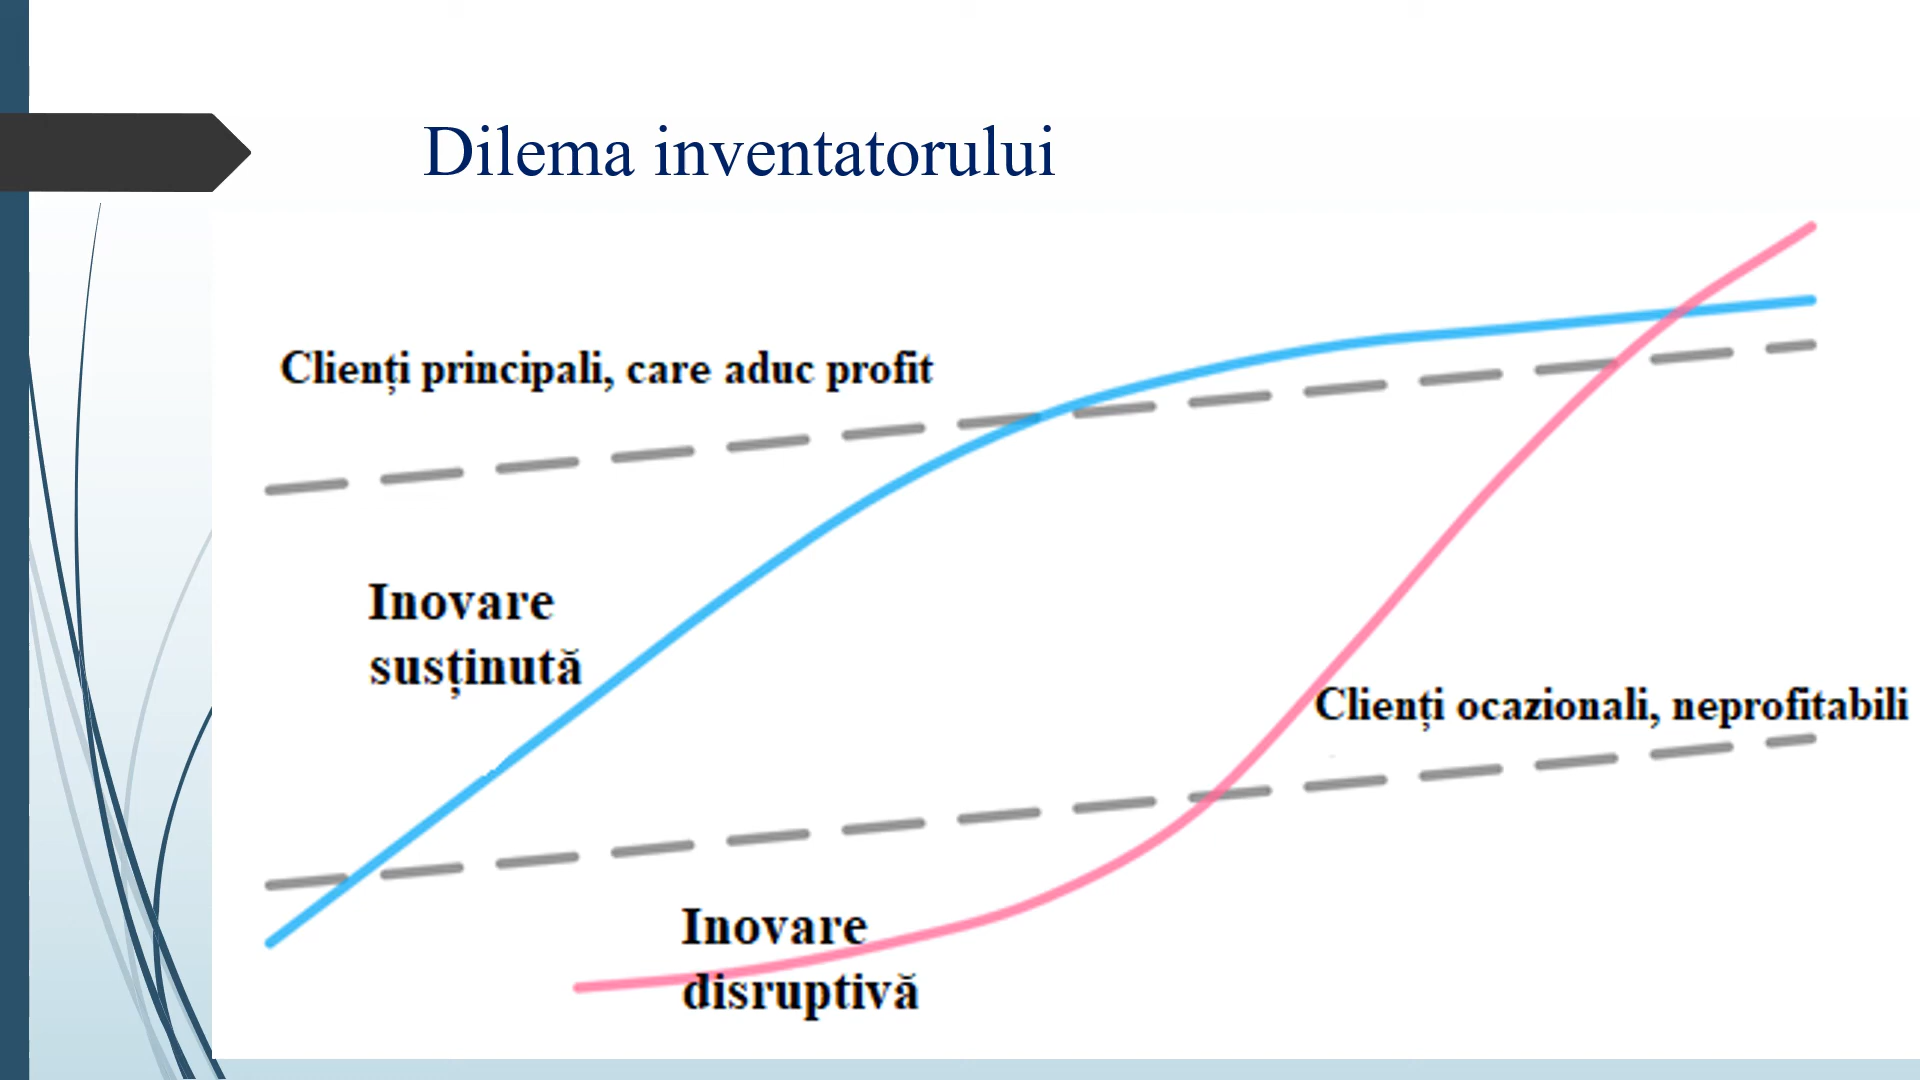 Dilema inventatorului
Clienți principali, care aduc profit
Inovare
susținută
Clienți ocazionali, neprofitabili
Inovare
disruptivă